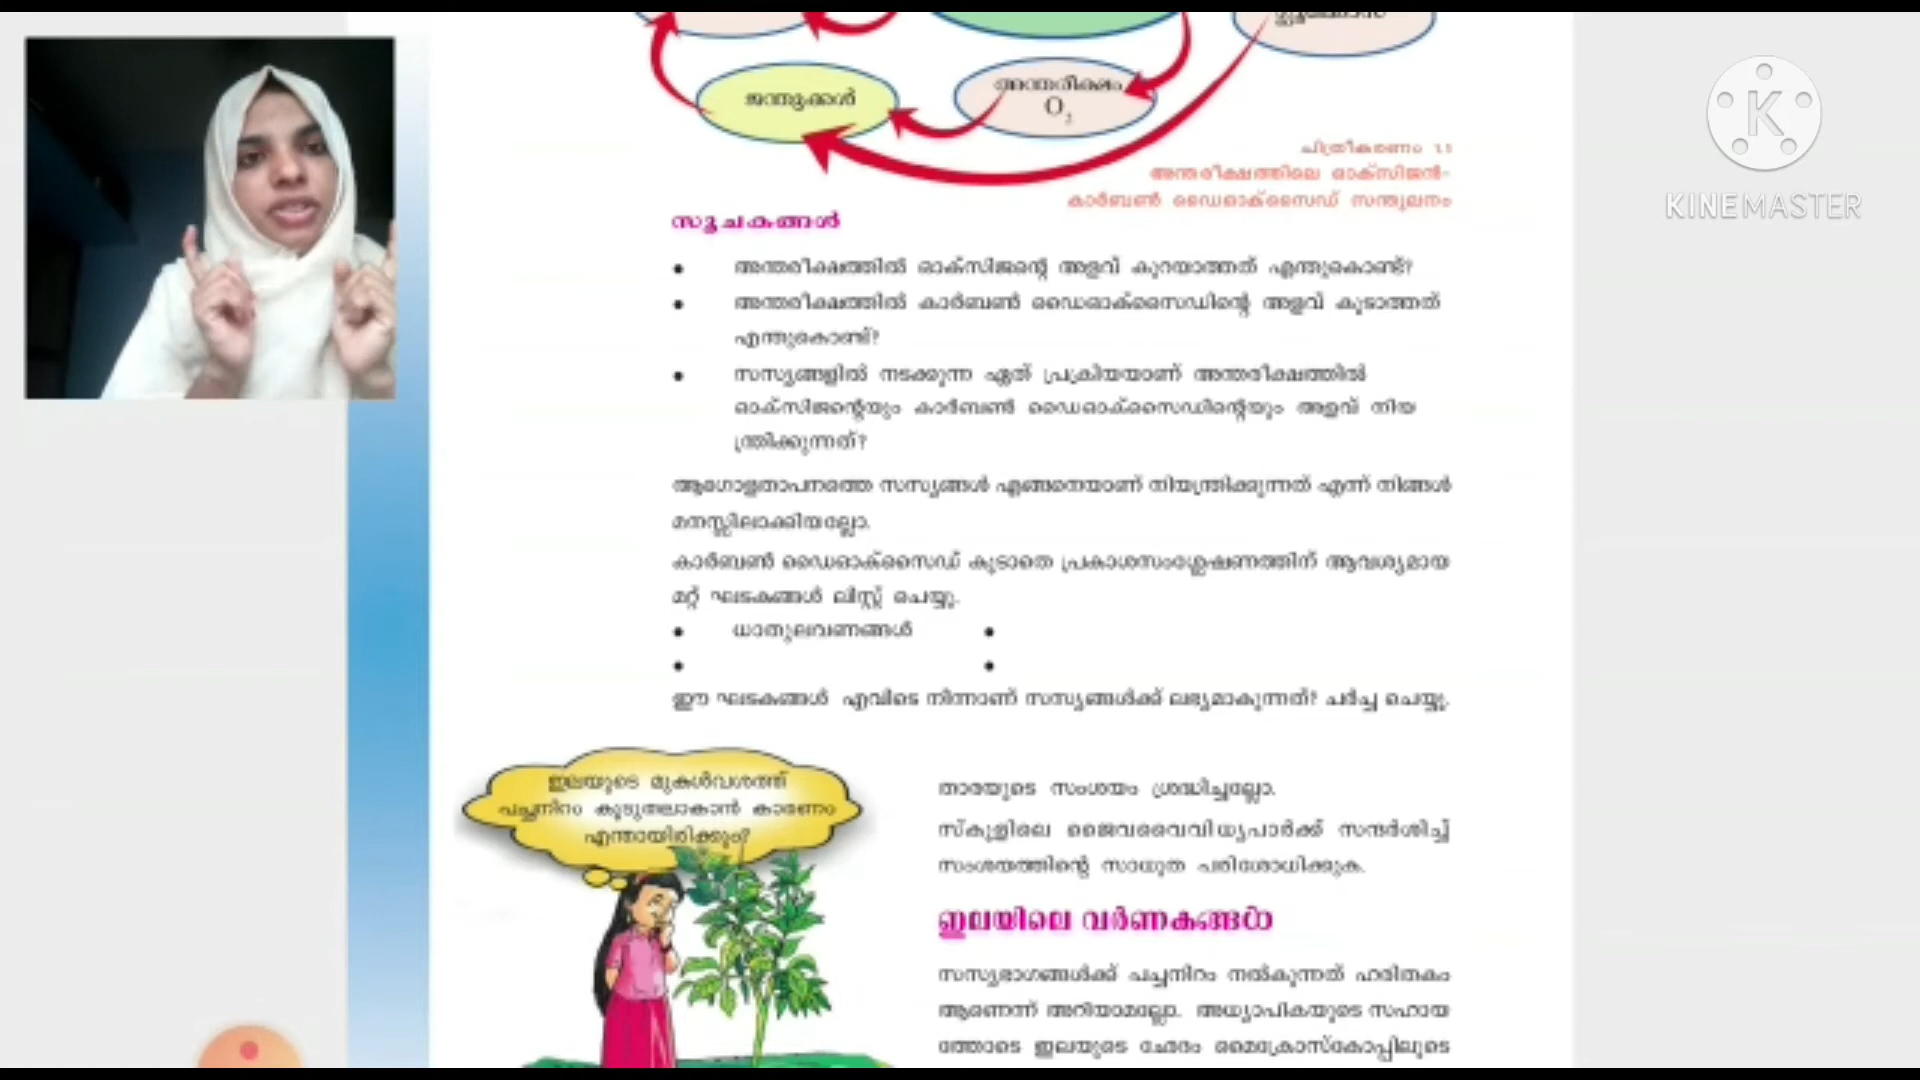 ജന്തുക്കൾ
അന്തരീക്ഷം
O2
ചിത്രീകരണം 1.1
അന്തരീക്ഷത്തിലെ ഓക്സിജൻ-
കാർബൺ ഡൈഓക്സൈഡ് സന്തുലനം
K
KINEMASTER
സൂചകങ്ങൾ
• അന്തരീക്ഷത്തിൽ ഓക്സിജന്റെ അളവ് കുറയാത്തത് എന്തുകൊണ്ട്?
• അന്തരീക്ഷത്തിൽ കാർബൺ ഡൈഓക്സൈഡിന്റെ അളവ് കൂടാത്തത്
എന്തുകൊണ്ട്?
• സസ്യങ്ങളിൽ നടക്കുന്ന ഏത് പ്രക്രിയയാണ് അന്തരീക്ഷത്തിൽ
ഓക്സിജന്റെയും കാർബൺ ഡൈഓക്സൈഡിന്റെയും അളവ് നിയ
ന്ത്രിക്കുന്നത്?
ആഗോളതാപനത്തെ സസ്യങ്ങൾ എങ്ങനെയാണ് നിയന്ത്രിക്കുന്നത് എന്ന് നിങ്ങൾ
മനസ്സിലാക്കിയല്ലോ.
കാർബൺ ഡൈഓക്സൈഡ് കൂടാതെ പ്രകാശസംശ്ലേഷണത്തിന് ആവശ്യമായ
മറ്റ് ഘടകങ്ങൾ ലിസ്റ്റ് ചെയ്യൂ.
• ധാതുലവണങ്ങൾ •
• •
ഈ ഘടകങ്ങൾ എവിടെ നിന്നാണ് സസ്യങ്ങൾക്ക് ലഭ്യമാകുന്നത്? ചർച്ച ചെയ്യൂ.
ഇലയുടെ മുകൾവശത്ത്
പച്ചനിറം കൂടുതലാകാൻ കാരണം
എന്തായിരിക്കും?
താരയുടെ സംശയം ശ്രദ്ധിച്ചല്ലോ.
സ്കൂളിലെ ജൈവവൈവിധ്യപാർക്ക് സന്ദർശിച്ച്
സംശയത്തിന്റെ സാധുത പരിശോധിക്കുക.
ഇലയിലെ വർണകങ്ങൾ
സസ്യഭാഗങ്ങൾക്ക് പച്ചനിറം നൽകുന്നത് ഹരിതകം
ആണെന്ന് അറിയാമല്ലോ. അധ്യാപികയുടെ സഹായ
ത്തോടെ ഇലയുടെ ഛേദം മൈക്രോസ്കോപ്പിലൂടെ